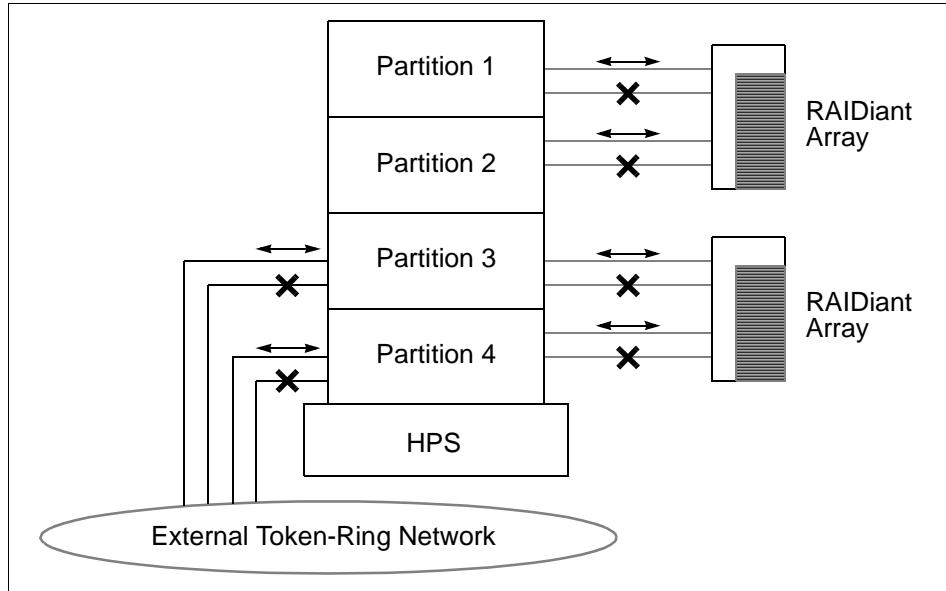 Partition 1
RAIDiant
Array
Partition 2
Partition 3
RAIDiant
Array
Partition 4
HPS
External Token-Ring Network